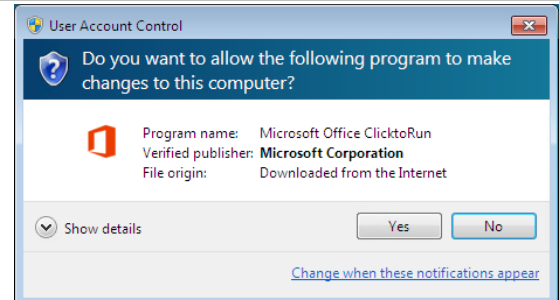 User Account Control
Do you want to allow the following program to make
changes to this computer?
Program name: Microsoft Office ClicktoRun
Verified publisher: Microsoft Corporation
File origin: Downloaded from the Internet
Show details
Yes
No
Change when these notifications appear